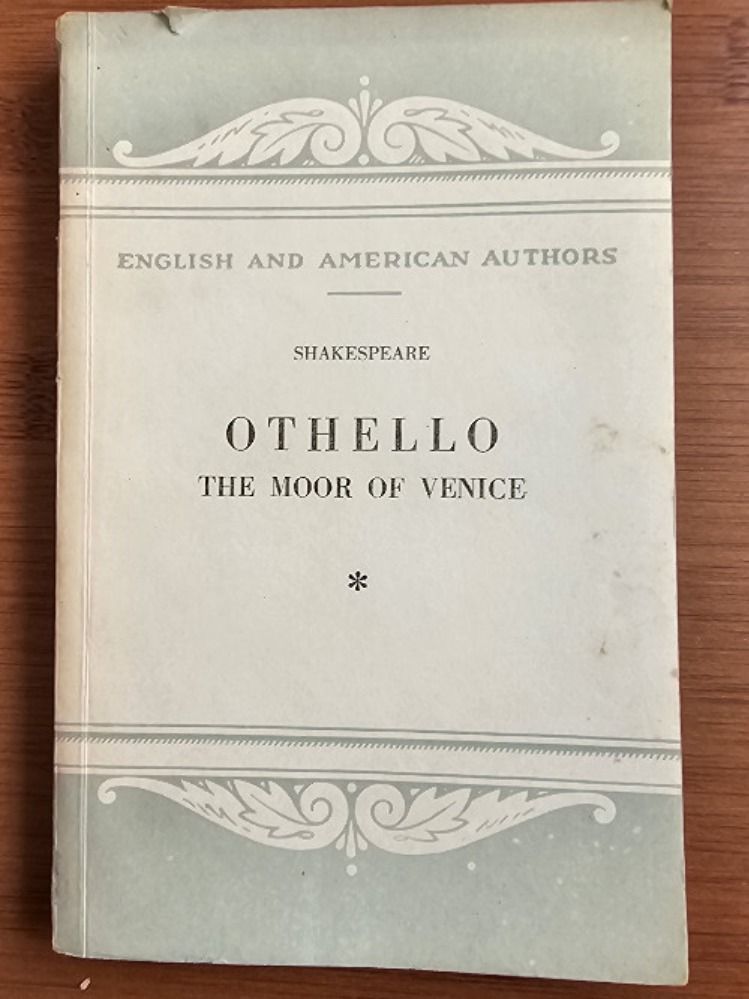 ENGLISH AND AMERICAN AUTHORS
SHAKESPEARE
OTHELLO
THE MOOR OF VENICE
*